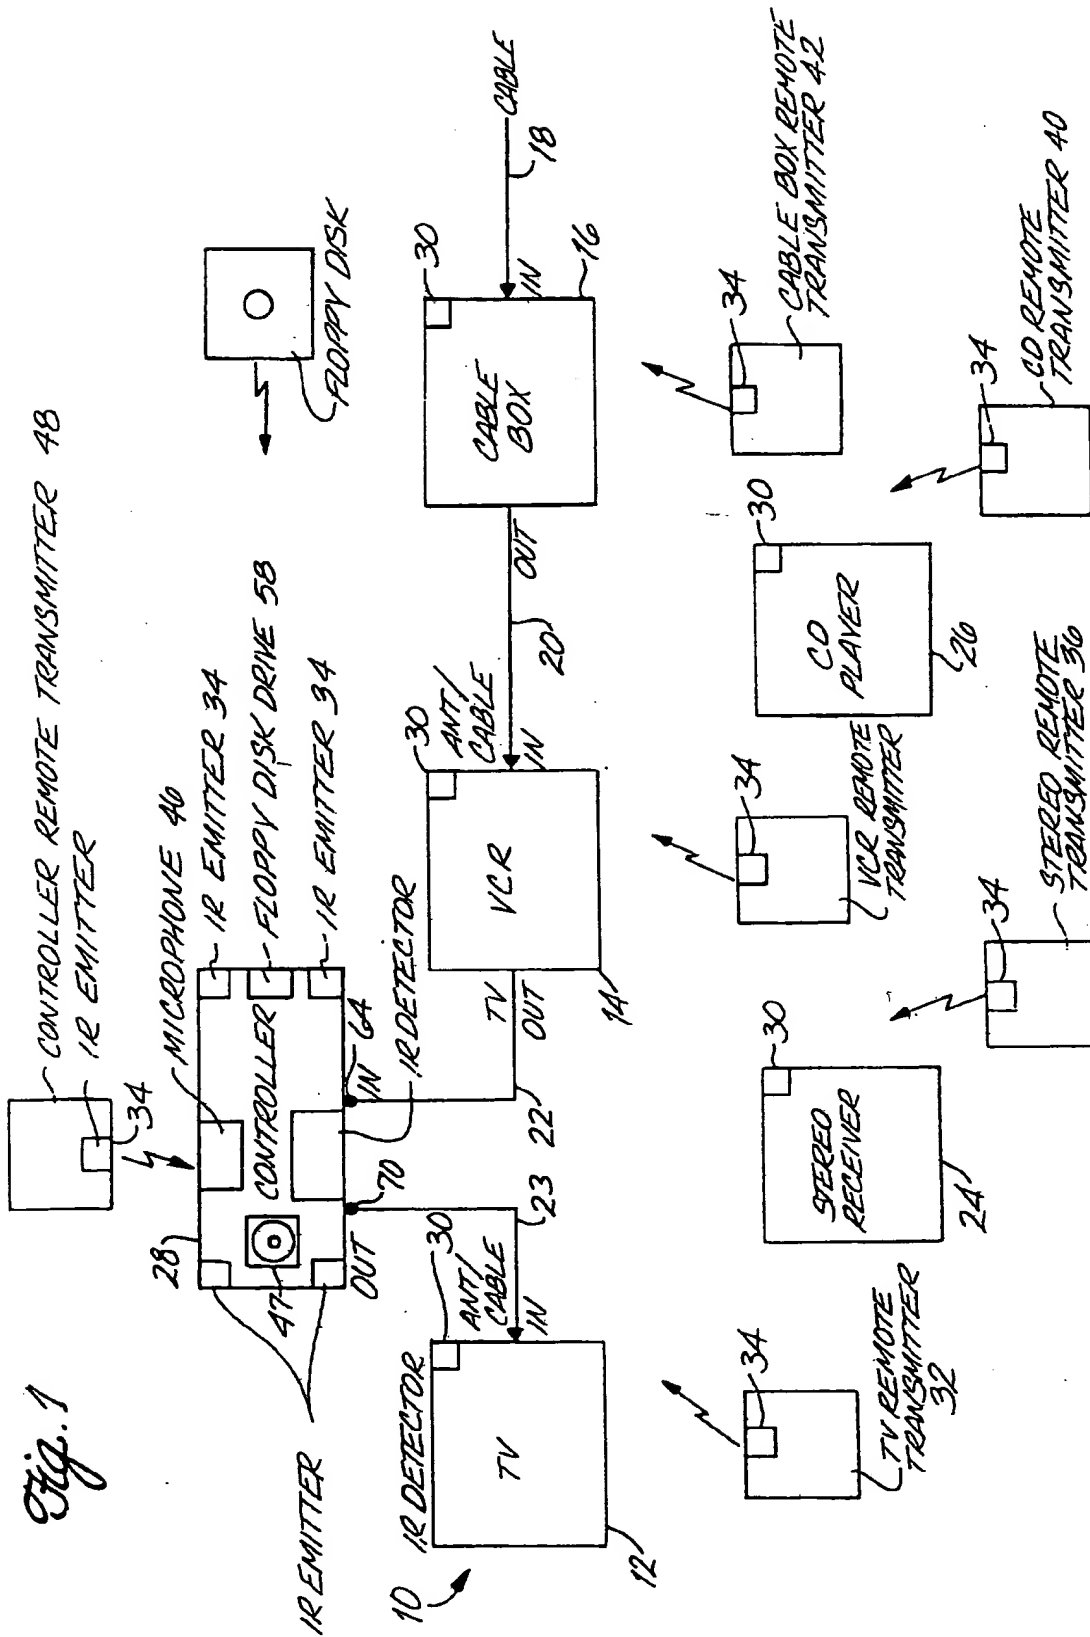 Fig. 1
CONTROLLER REMOTE TRANSMITTER 48
IR EMITTER
34
MICROPHONE 46
IR EMITTER 34
FLOPPY DISK DRIVE 58
IR EMITTER 34
28
CONTROLLER
47
IR EMITTER
OUT
70
IN
64
IR DETECTOR
FLOPPY DISK
10
IR DETECTOR
30
ANT/
CABLE
IN
TV
12
23
22
TV
OUT
VCR
14
30
ANT/
CABLE
IN
20
OUT
CABLE
BOX
30
IN
16
18
CABLE
34
TV REMOTE
TRANSMITTER
32
STEREO
RECEIVER
30
24
34
STEREO REMOTE
TRANSMITTER 36
34
VCR REMOTE
TRANSMITTER
CD
PLAYER
30
26
34
CD REMOTE
TRANSMITTER 40
34
CABLE BOX REMOTE
TRANSMITTER 42